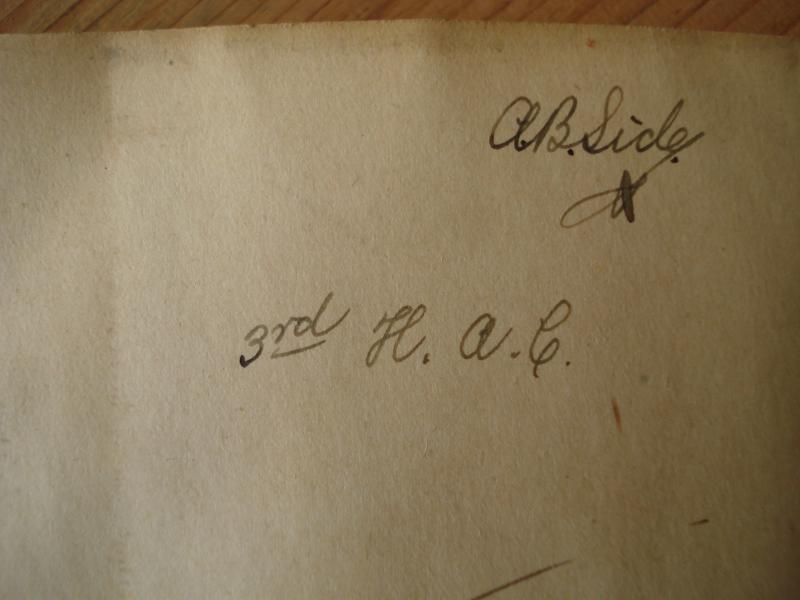 A.B.Side.
X
3rd H. A. C.